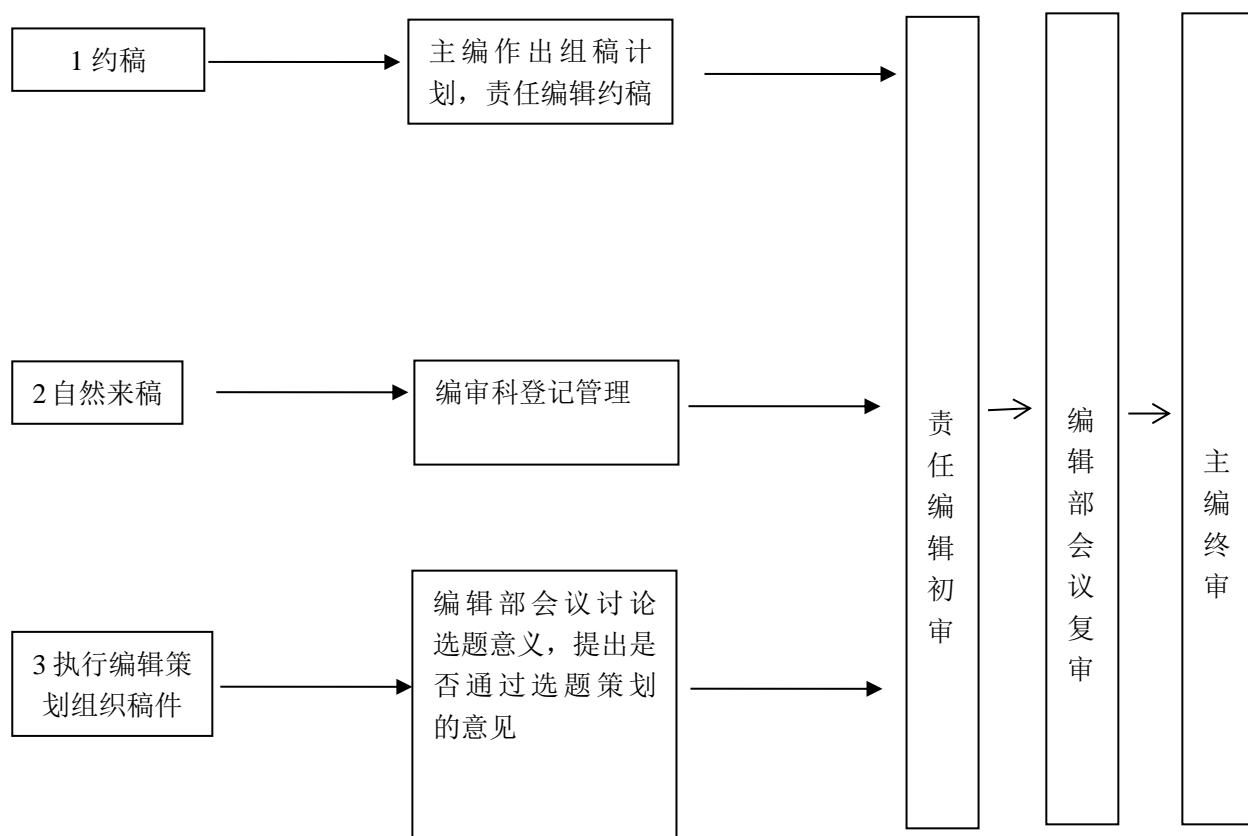 1 约稿
主编作出组稿计
划，责任编辑约稿
2 自然来稿
编审科登记管理
3 执行编辑策
划组织稿件
编辑部会议讨论
选题意义，提出是
否通过选题策划
的意见
责任编辑初审
编辑部会议复审
主编终审